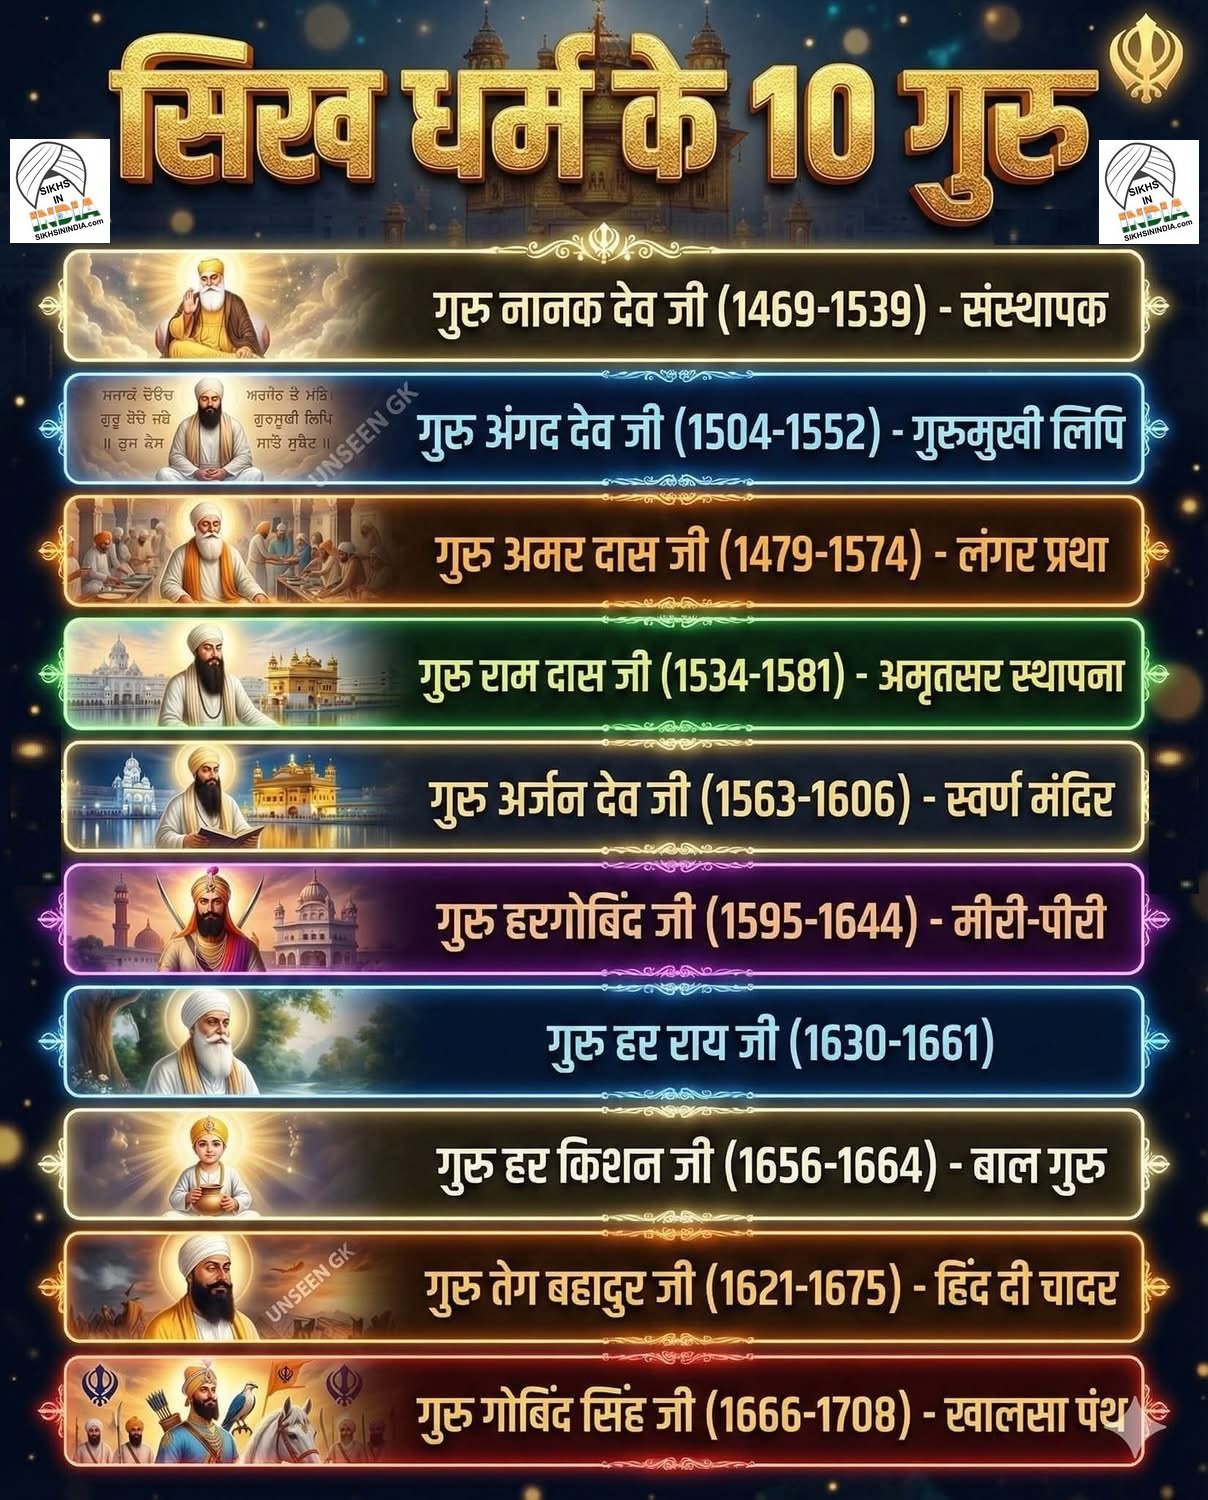 सिख धर्म के 10 गुरु
SIKHS
IN
INDIA
SIKHSININDIA.com
SIKHS
IN
INDIA
SIKHSININDIA.com
गुरु नानक देव जी (1469-1539) - संस्थापक
गुरु अंगद देव जी (1504-1552) - गुरुमुखी लिपि
ਗੁਰਮੁਖੀ ਲਿਪਿ
UNSEEN GK
गुरु अमर दास जी (1479-1574) - लंगर प्रथा
गुरु राम दास जी (1534-1581) - अमृतसर स्थापना
गुरु अर्जन देव जी (1563-1606) - स्वर्ण मंदिर
गुरु हरगोबिंद जी (1595-1644) - मीरी-पीरी
गुरु हर राय जी (1630-1661)
गुरु हर किशन जी (1656-1664) - बाल गुरु
गुरु तेग बहादुर जी (1621-1675) - हिंद दी चादर
UNSEEN GK
गुरु गोबिंद सिंह जी (1666-1708) - खालसा पंथ